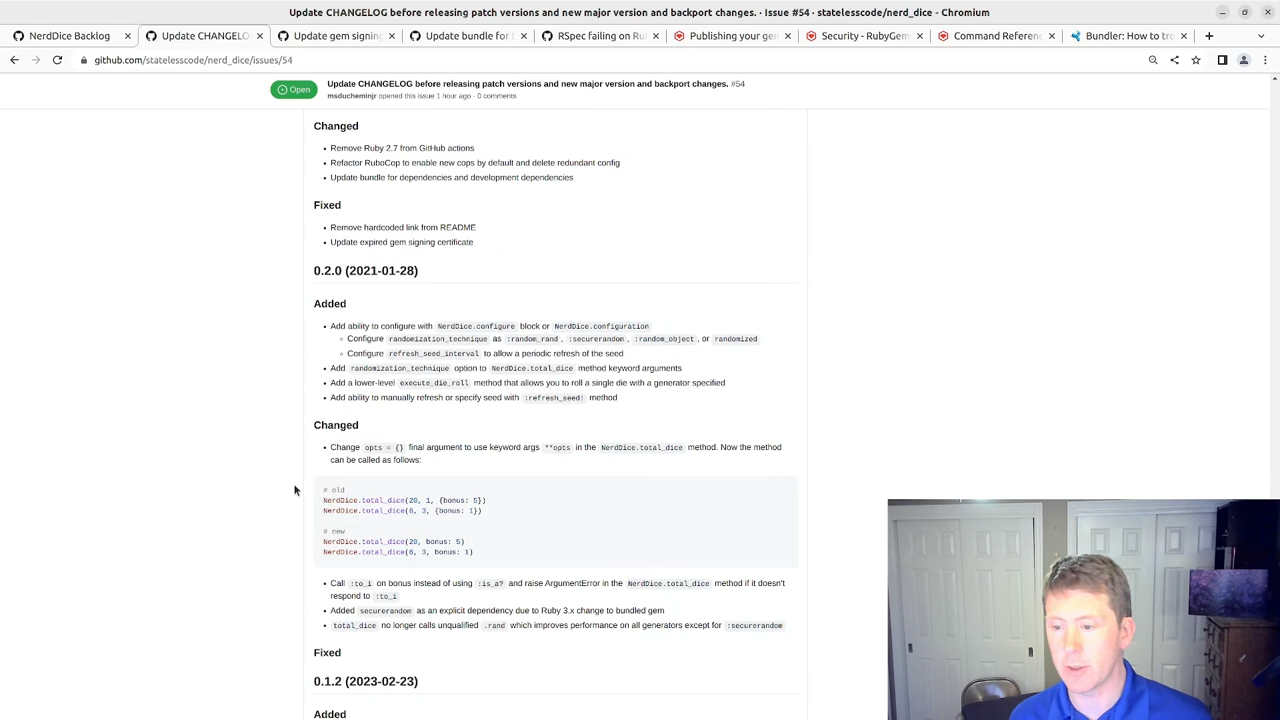 Update CHANGELOG before releasing patch versions and new major version and backport changes. · Issue #54 · statelesscode/nerd_dice - Chromium
NerdDice Backlog
Update CHANGELO
Update gem signing
Update bundle for
RSpec failing on Ru
Publishing your ge
Security - RubyGem
Command Referenc
Bundler: How to tro
github.com/statelesscode/nerd_dice/issues/54
Open
Update CHANGELOG before releasing patch versions and new major version and backport changes. #54
msducheminjr opened this issue 1 hour ago · 0 comments
Changed
• Remove Ruby 2.7 from GitHub actions
• Refactor RuboCop to enable new cops by default and delete redundant config
• Update bundle for dependencies and development dependencies
Fixed
• Remove hardcoded link from README
• Update expired gem signing certificate
0.2.0 (2021-01-28)
Added
• Add ability to configure with NerdDice.configure block or NerdDice.configuration
◦ Configure randomization_technique as :random_rand , :securerandom , :random_object , or randomized
◦ Configure refresh_seed_interval to allow a periodic refresh of the seed
• Add randomization_technique option to NerdDice.total_dice method keyword arguments
• Add a lower-level execute_die_roll method that allows you to roll a single die with a generator specified
• Add ability to manually refresh or specify seed with :refresh_seed! method
Changed
• Change opts = {} final argument to use keyword args **opts in the NerdDice.total_dice method. Now the method
can be called as follows:
# old
NerdDice.total_dice(20, 1, {bonus: 5})
NerdDice.total_dice(6, 3, {bonus: 1})
# new
NerdDice.total_dice(20, bonus: 5)
NerdDice.total_dice(6, 3, bonus: 1)
• Call :to_i on bonus instead of using :is_a? and raise ArgumentError in the NerdDice.total_dice method if it doesn't
respond to :to_i
• Added securerandom as an explicit dependency due to Ruby 3.x change to bundled gem
• total_dice no longer calls unqualified .rand which improves performance on all generators except for :securerandom
Fixed
0.1.2 (2023-02-23)
Added